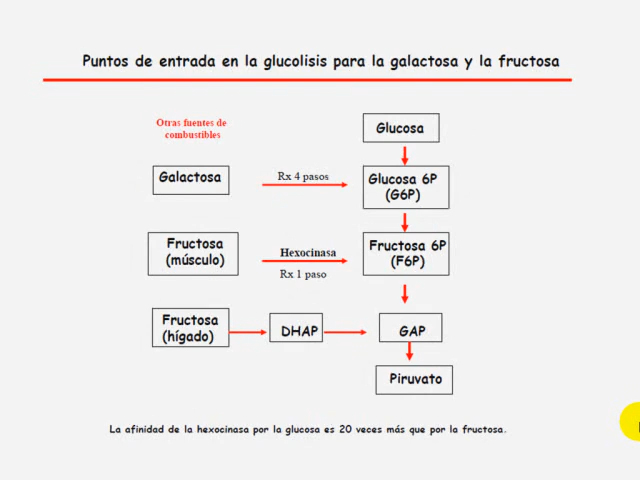 Puntos de entrada en la glucolisis para la galactosa y la fructosa
Otras fuentes de
combustibles
Glucosa
Galactosa
Rx 4 pasos
Glucosa 6P
(G6P)
Fructosa
(músculo)
Hexocinasa
Rx 1 paso
Fructosa 6P
(F6P)
Fructosa
(hígado)
DHAP
GAP
Piruvato
La afinidad de la hexocinasa por la glucosa es 20 veces más que por la fructosa.